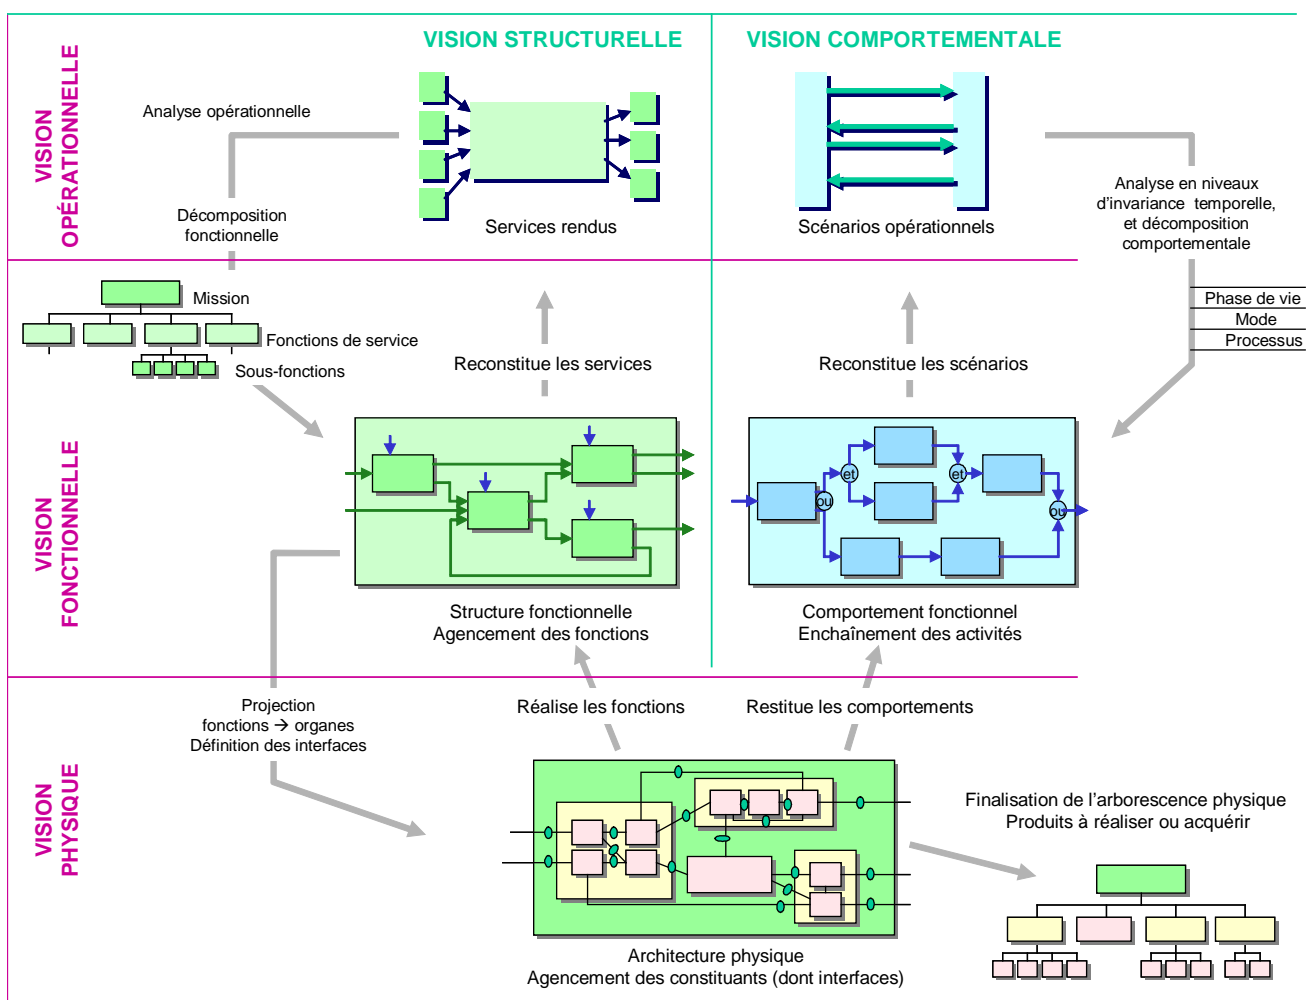 VISION STRUCTURELLE
VISION COMPORTEMENTALE
VISION
OPÉRATIONNELLE
Analyse opérationnelle
Décomposition
fonctionnelle
Services rendus
Scénarios opérationnels
Analyse en niveaux
d'invariance temporelle,
et décomposition
comportementale
Phase de vie
Mode
Processus
Mission
Fonctions de service
Sous-fonctions
Reconstitue les services
Reconstitue les scénarios
VISION
FONCTIONNELLE
ou
et
et
ou
Structure fonctionnelle
Agencement des fonctions
Comportement fonctionnel
Enchaînement des activités
VISION
PHYSIQUE
Projection
fonctions → organes
Définition des interfaces
Réalise les fonctions
Restitue les comportements
Finalisation de l'arborescence physique
Produits à réaliser ou acquérir
Architecture physique
Agencement des constituants (dont interfaces)